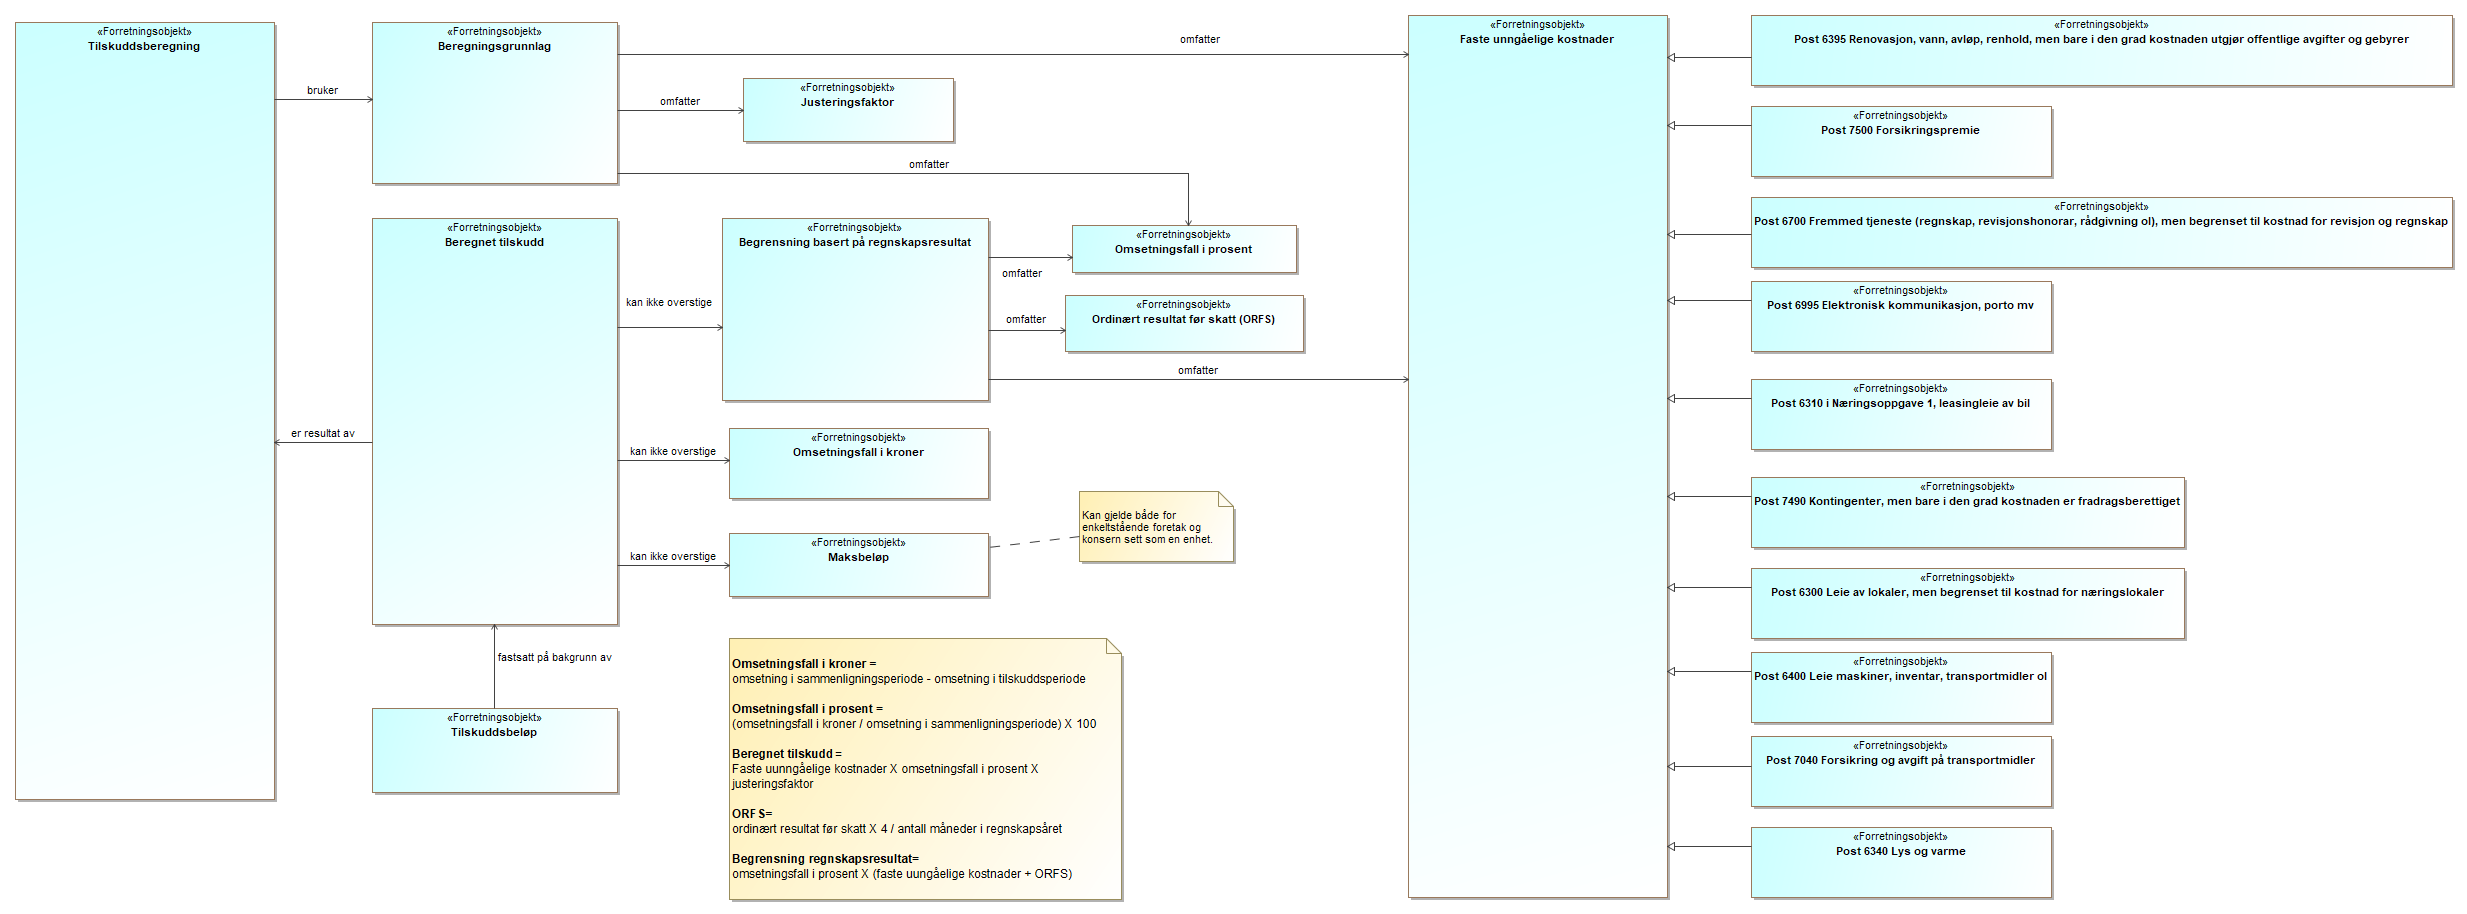 «Forretningsobjekt»
Tilskuddsberegning
bruker
er resultat av
«Forretningsobjekt»
Beregningsgrunnlag
omfatter
omfatter
omfatter
«Forretningsobjekt»
Justeringsfaktor
«Forretningsobjekt»
Beregnet tilskudd
kan ikke overstige
kan ikke overstige
kan ikke overstige
«Forretningsobjekt»
Begrensning basert på regnskapsresultat
omfatter
omfatter
omfatter
«Forretningsobjekt»
Omsetningsfall i prosent
«Forretningsobjekt»
Ordinært resultat før skatt (ORFS)
«Forretningsobjekt»
Omsetningsfall i kroner
«Forretningsobjekt»
Maksbeløp
Kan gjelde både for
enkeltstående foretak og
konsern sett som en enhet.
fastsatt på bakgrunn av
«Forretningsobjekt»
Tilskuddsbeløp
Omsetningsfall i kroner =
omsetning i sammenligningsperiode - omsetning i tilskuddsperiode
Omsetningsfall i prosent =
(omsetningsfall i kroner / omsetning i sammenligningsperiode) X 100
Beregnet tilskudd =
Faste uunngåelige kostnader X omsetningsfall i prosent X
justeringsfaktor
ORFS=
ordinært resultat før skatt X 4 / antall måneder i regnskapsåret
Begrensning regnskapsresultat=
omsetningsfall i prosent X (faste uungåelige kostnader + ORFS)
«Forretningsobjekt»
Faste unngåelige kostnader
«Forretningsobjekt»
Post 6395 Renovasjon, vann, avløp, renhold, men bare i den grad kostnaden utgjør offentlige avgifter og gebyrer
«Forretningsobjekt»
Post 7500 Forsikringspremie
«Forretningsobjekt»
Post 6700 Fremmed tjeneste (regnskap, revisjonshonorar, rådgivning ol), men begrenset til kostnad for revisjon og regnskap
«Forretningsobjekt»
Post 6995 Elektronisk kommunikasjon, porto mv
«Forretningsobjekt»
Post 6310 i Næringsoppgave 1, leasingleie av bil
«Forretningsobjekt»
Post 7490 Kontingenter, men bare i den grad kostnaden er fradragsberettiget
«Forretningsobjekt»
Post 6300 Leie av lokaler, men begrenset til kostnad for næringslokaler
«Forretningsobjekt»
Post 6400 Leie maskiner, inventar, transportmidler ol
«Forretningsobjekt»
Post 7040 Forsikring og avgift på transportmidler
«Forretningsobjekt»
Post 6340 Lys og varme